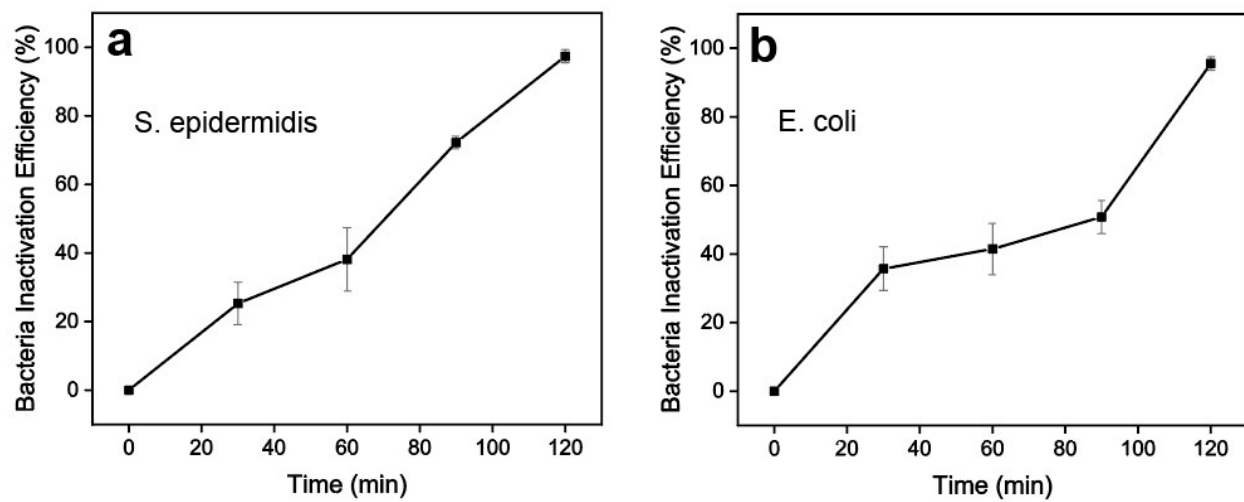 a
S. epidermidis
Bacteria Inactivation Efficiency (%)
100
80
60
40
20
0
0 20 40 60 80 100 120
Time (min)
b
E. coli
Bacteria Inactivation Efficiency (%)
100
80
60
40
20
0
0 20 40 60 80 100 120
Time (min)